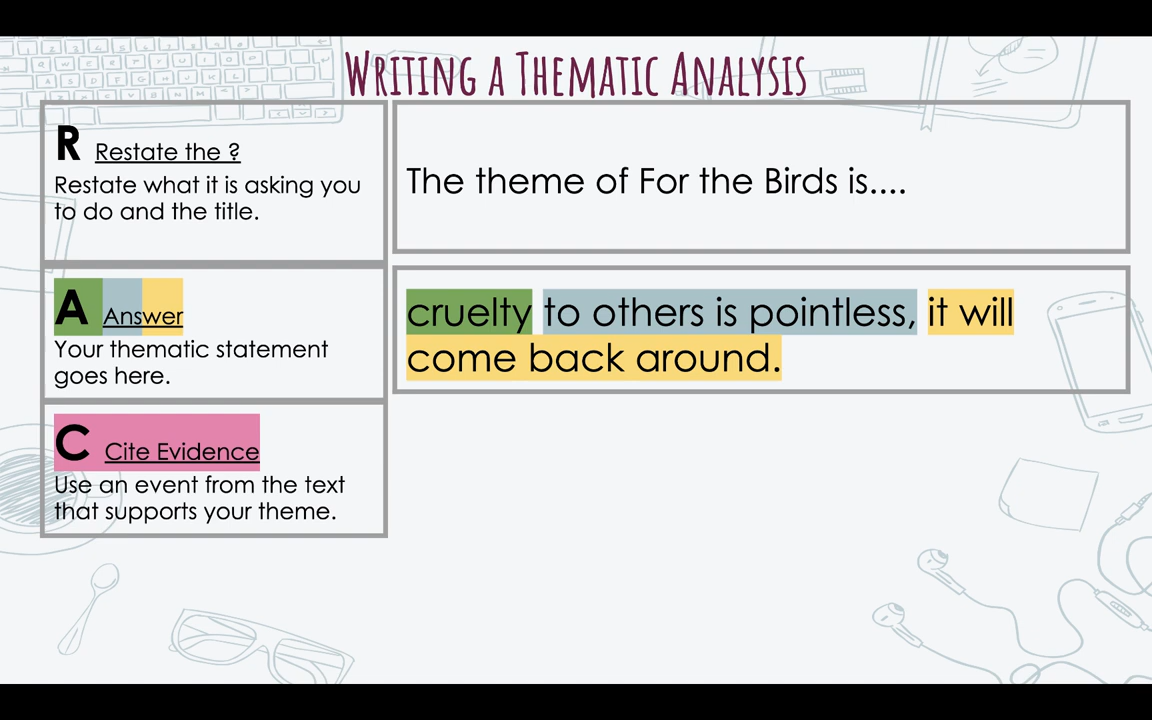 WRITING A THEMATIC ANALYSIS
R Restate the ?
Restate what it is asking you
to do and the title.
The theme of For the Birds is....
A Answer
Your thematic statement
goes here.
cruelty to others is pointless, it will
come back around.
C Cite Evidence
Use an event from the text
that supports your theme.